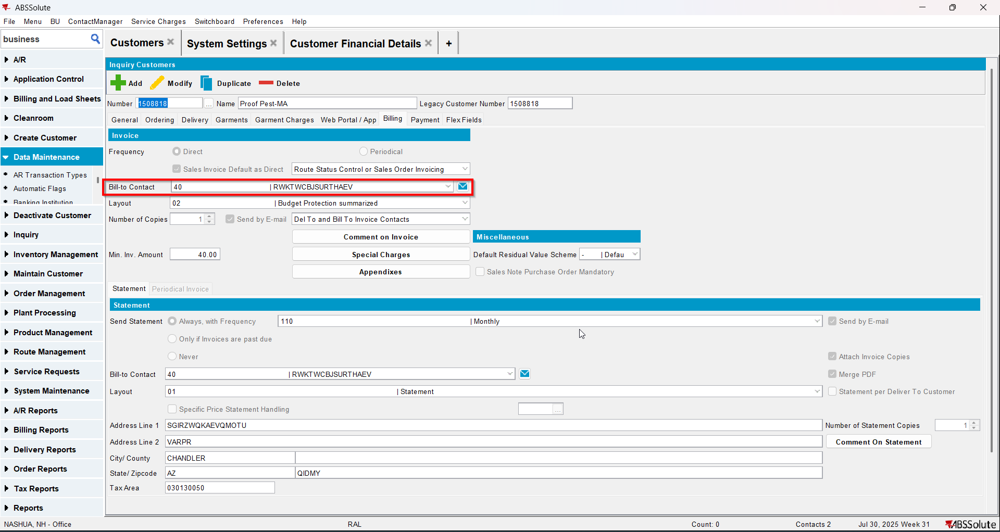 ABSSolute
File Menu BU ContactManager Service Charges Switchboard Preferences Help
business
Customers System Settings Customer Financial Details +
A/R
Application Control
Billing and Load Sheets
Cleanroom
Create Customer
Data Maintenance
AR Transaction Types
Automatic Flags
Banking Institution
Deactivate Customer
Inquiry
Inventory Management
Maintain Customer
Order Management
Plant Processing
Product Management
Route Management
Service Requests
System Maintenance
A/R Reports
Billing Reports
Delivery Reports
Order Reports
Tax Reports
Reports
Inquiry Customers
Add Modify Duplicate Delete
Number 1508818 ... Name Proof Pest-MA Legacy Customer Number 1508818
General Ordering Delivery Garments Garment Charges Web Portal / App Billing Payment Flex Fields
Invoice
Frequency Direct Periodical
Sales Invoice Default as Direct Route Status Control or Sales Order Invoicing
Bill-to Contact 40 | RWKTWCBJSURTHAEV
Layout 02 | Budget Protection summarized
Number of Copies 1 Send by E-mail Del To and Bill To Invoice Contacts
Comment on Invoice Miscellaneous
Min. Inv. Amount 40.00 Special Charges Default Residual Value Scheme - | Defau
Appendixes Sales Note Purchase Order Mandatory
Statement Periodical Invoice
Statement
Send Statement Always, with Frequency 110 | Monthly Send by E-mail
Only if Invoices are past due
Never Attach Invoice Copies
Bill-to Contact 40 | RWKTWCBJSURTHAEV Merge PDF
Layout 01 | Statement Statement per Deliver To Customer
Specific Price Statement Handling ...
Address Line 1 SGIRZWQKAEVQMOTU Number of Statement Copies 1
Address Line 2 VARPR Comment On Statement
City/ County CHANDLER
State/ Zipcode AZ QIDMY
Tax Area 030130050
NASHUA, NH - Office RAL Count: 0 Contacts 2 Jul 30, 2025 Week 31 ABSSolute